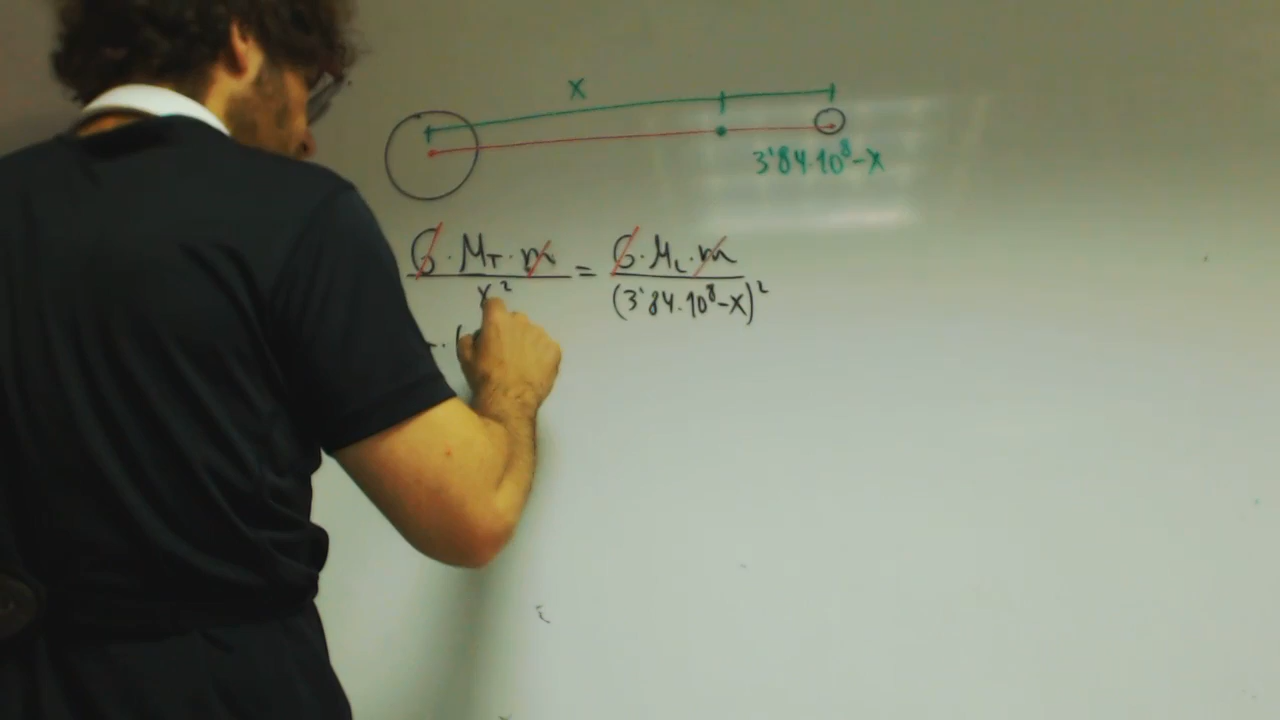 x
3'84·10⁸-x
G·M_T·m / x² = G·M_L·m / (3'84·10⁸-x)²
·(